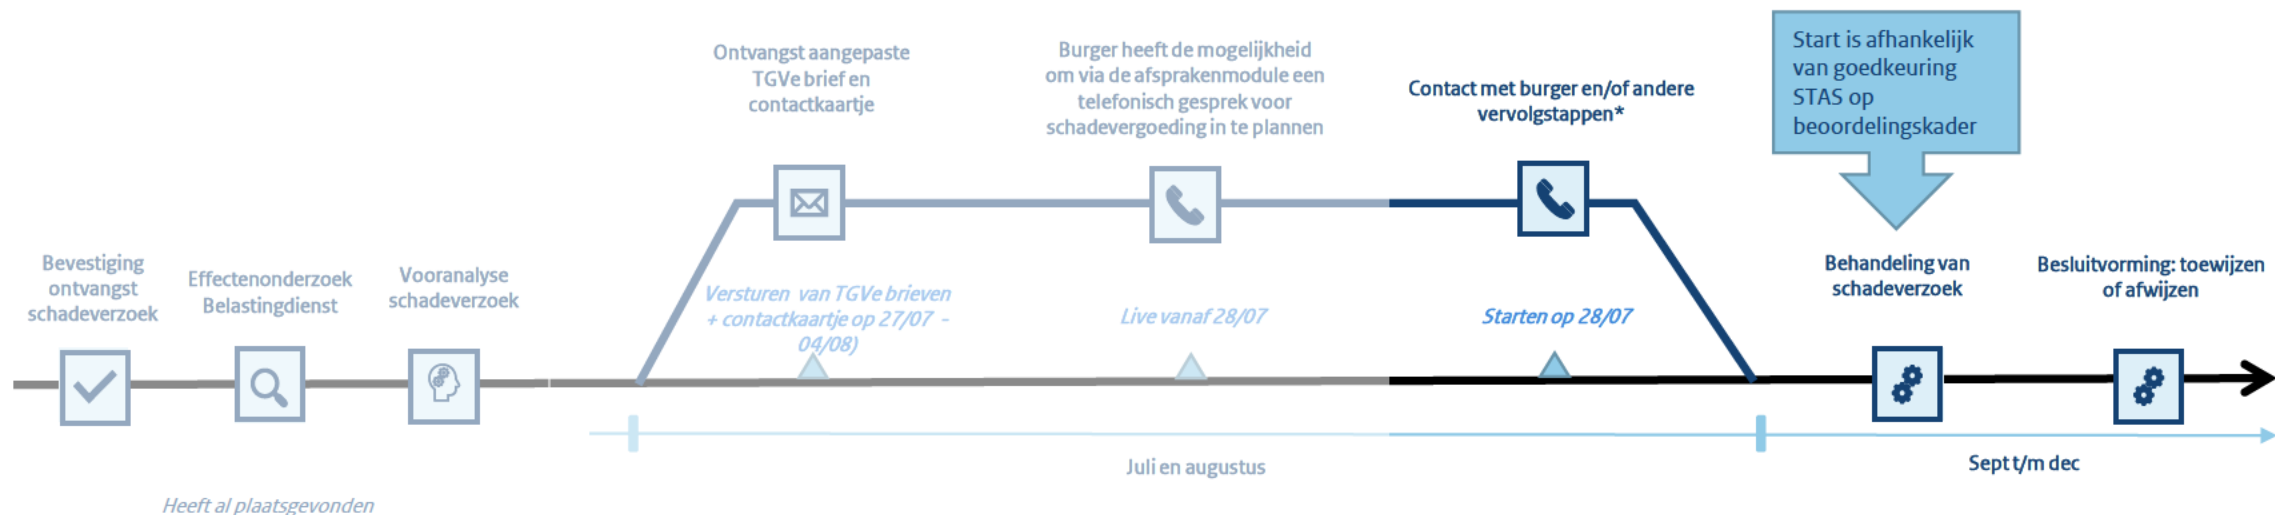 Bevestiging
ontvangst
schadeverzoek
Effectenonderzoek
Belastingdienst
Vooranalyse
schadeverzoek
Ontvangst aangepaste
TGVe brief en
contactkaartje
Versturen van TGVe brieven
+ contactkaartje op 27/07 -
04/08)
Burger heeft de mogelijkheid
om via de afsprakenmodule een
telefonisch gesprek voor
schadevergoeding in te plannen
Live vanaf 28/07
Contact met burger en/of andere
vervolgstappen*
Starten op 28/07
Start is afhankelijk
van goedkeuring
STAS op
beoordelingskader
Behandeling van
schadeverzoek
Besluitvorming: toewijzen
of afwijzen
Juli en augustus
Sept t/m dec
Heeft al plaatsgevonden